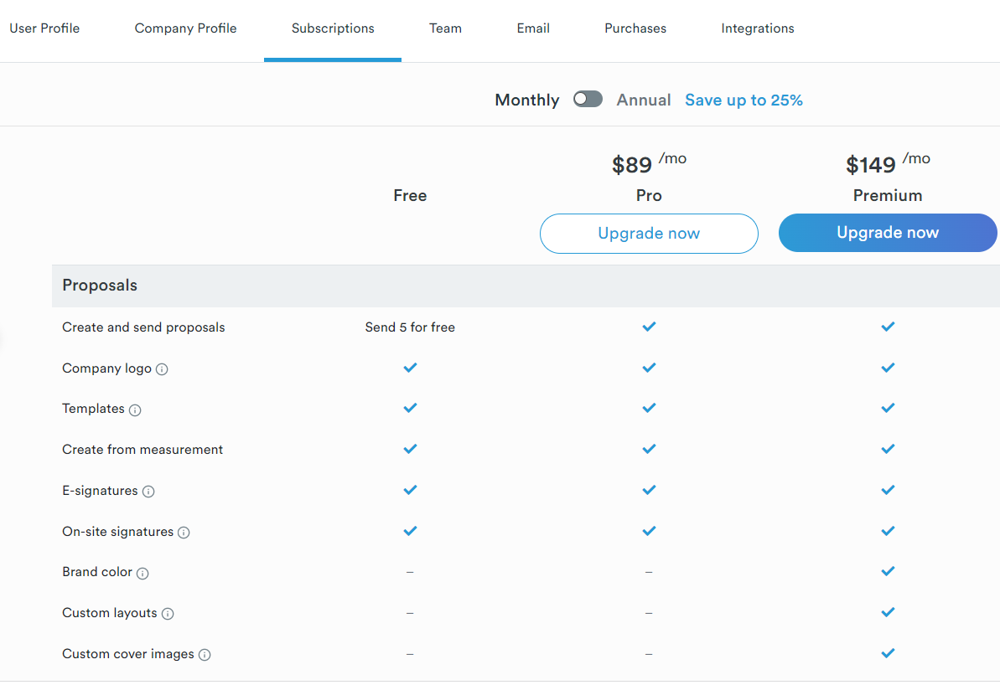 User Profile Company Profile Subscriptions Team Email Purchases Integrations
Monthly Annual Save up to 25%
$89 /mo $149 /mo
Free Pro Premium
Upgrade now Upgrade now
Proposals
Create and send proposals Send 5 for free
Company logo
Templates
Create from measurement
E-signatures
On-site signatures
Brand color – –
Custom layouts – –
Custom cover images – –